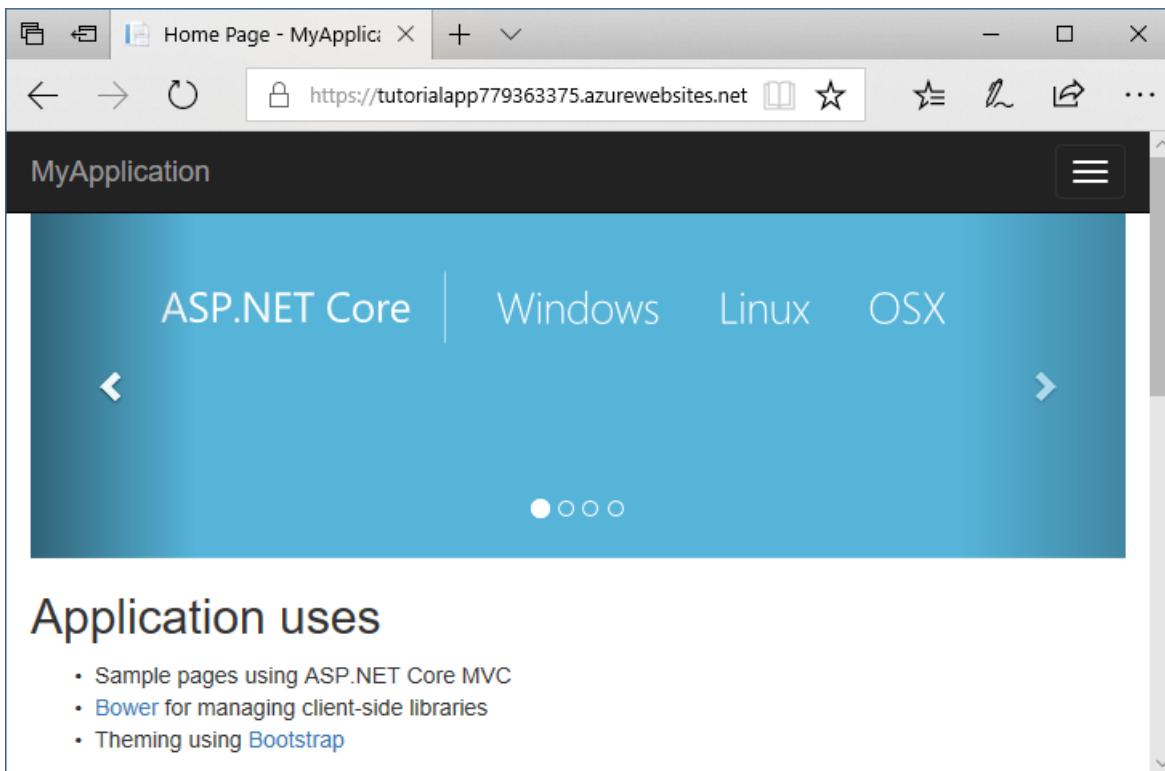 Home Page - MyApplic
https://tutorialapp779363375.azurewebsites.net
MyApplication
ASP.NET Core Windows Linux OSX
Application uses
• Sample pages using ASP.NET Core MVC
• Bower for managing client-side libraries
• Theming using Bootstrap